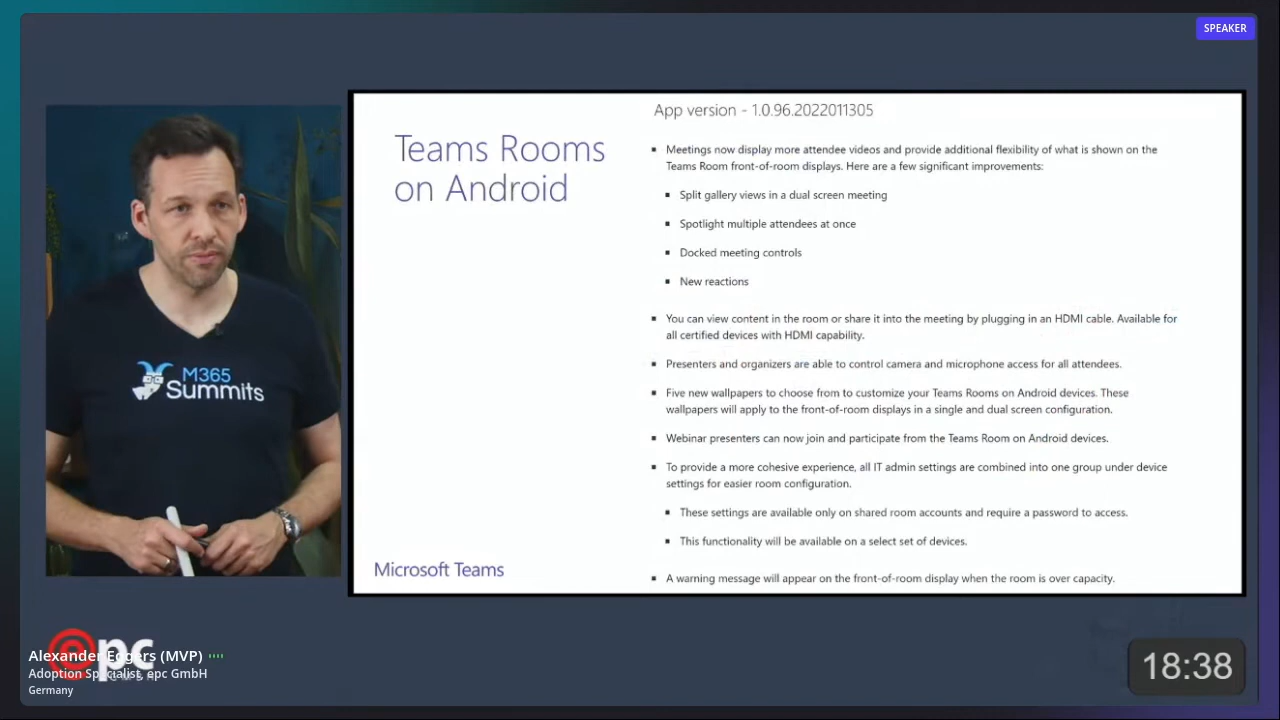 SPEAKER
App version - 1.0.96.2022011305
Teams Rooms
on Android
▪ Meetings now display more attendee videos and provide additional flexibility of what is shown on the
Teams Room front-of-room displays. Here are a few significant improvements:
▪ Split gallery views in a dual screen meeting
▪ Spotlight multiple attendees at once
▪ Docked meeting controls
▪ New reactions
▪ You can view content in the room or share it into the meeting by plugging in an HDMI cable. Available for
all certified devices with HDMI capability.
▪ Presenters and organizers are able to control camera and microphone access for all attendees.
▪ Five new wallpapers to choose from to customize your Teams Rooms on Android devices. These
wallpapers will apply to the front-of-room displays in a single and dual screen configuration.
▪ Webinar presenters can now join and participate from the Teams Room on Android devices.
▪ To provide a more cohesive experience, all IT admin settings are combined into one group under device
settings for easier room configuration.
▪ These settings are available only on shared room accounts and require a password to access.
▪ This functionality will be available on a select set of devices.
▪ A warning message will appear on the front-of-room display when the room is over capacity.
Microsoft Teams
M365
Summits
epc
Alexander Eggers (MVP)
Adoption Specialist, epc GmbH
Germany
18:38